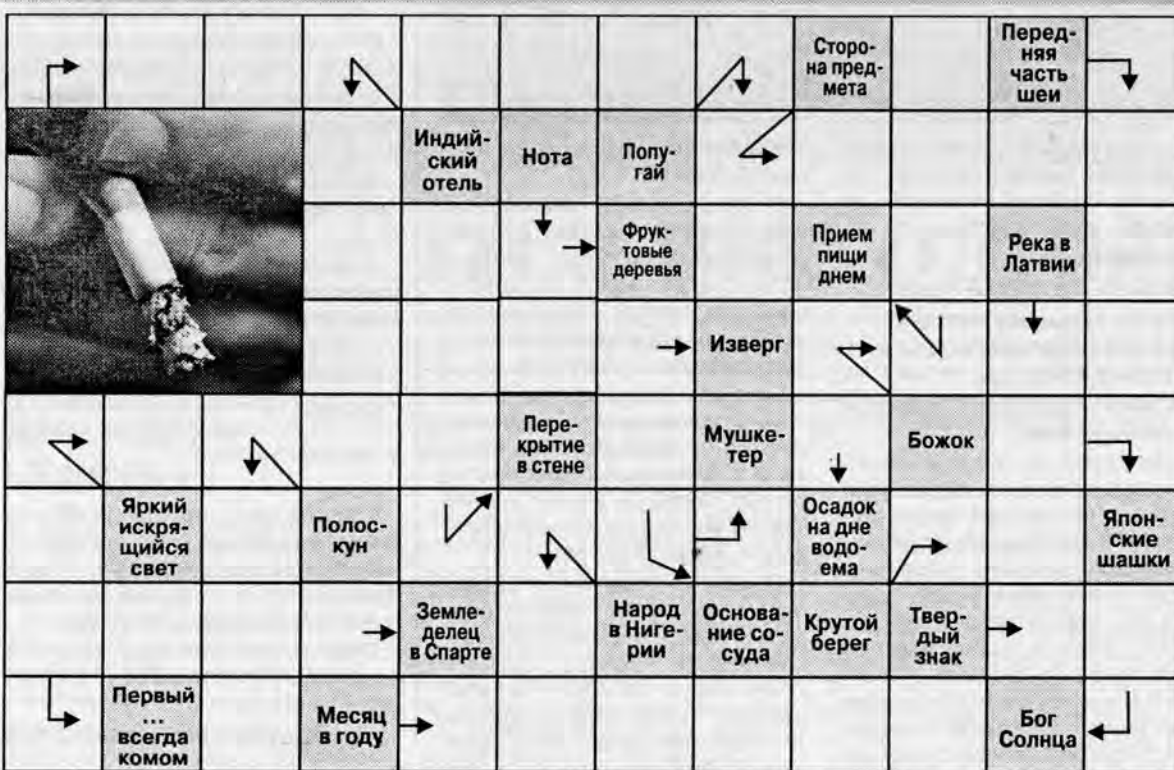 Сторо-
на пред-
мета
Перед-
няя
часть
шеи
Индий-
ский
отель
Нота
Попу-
гай
Фрук-
товые
деревья
Прием
пищи
днем
Река в
Латвии
Изверг
Пере-
крытие
в стене
Мушке-
тер
Божок
Яркий
искря-
щийся
свет
Полос-
кун
Осадок
на дне
водо-
ема
Япон-
ские
шашки
Земле-
делец
в Спарте
Народ
в Ниге-
рии
Основа-
ние со-
суда
Крутой
берег
Твер-
дый
знак
Первый
...
всегда
комом
Месяц
в году
Бог
Солнца